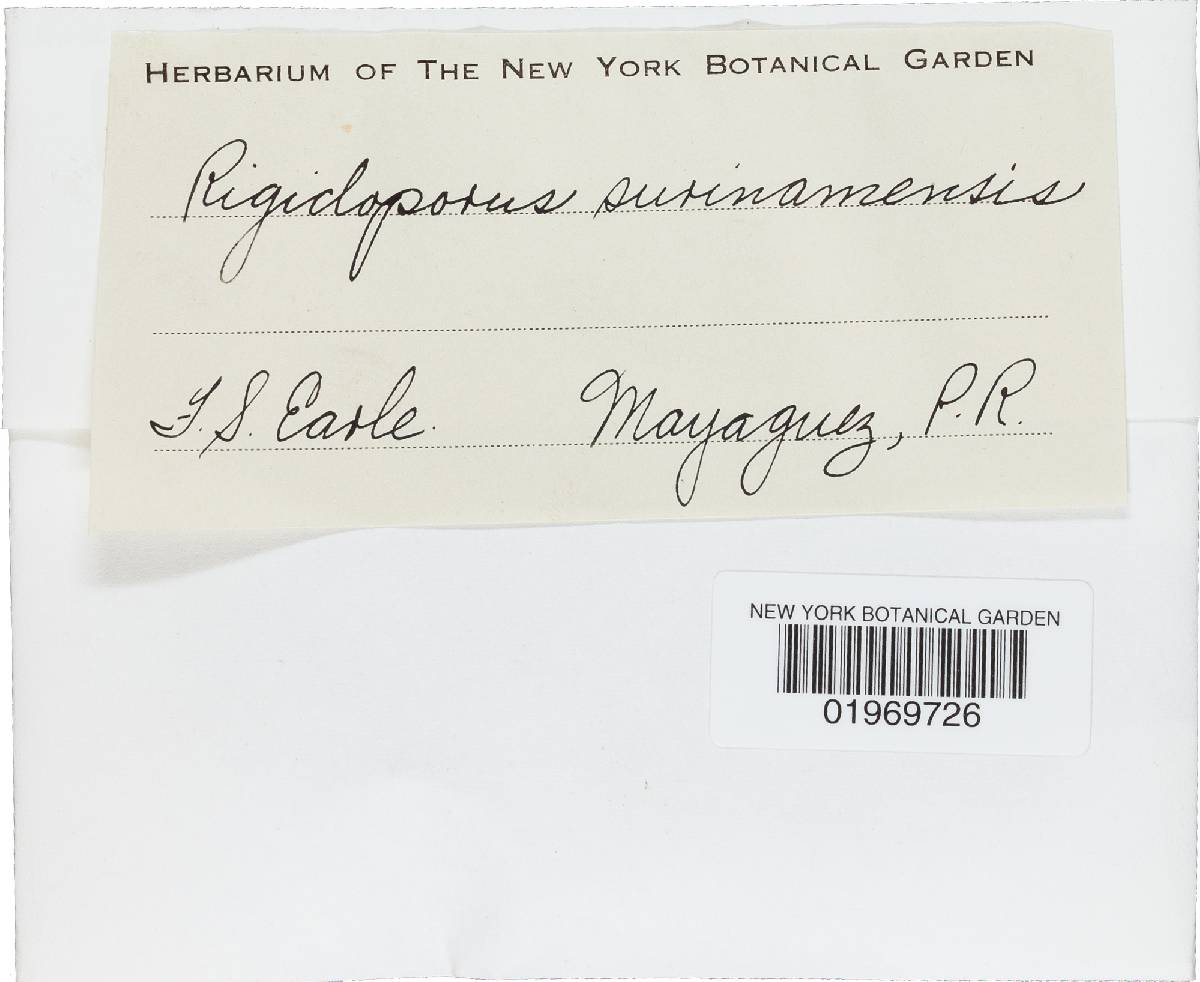 HERBARIUM OF THE NEW YORK BOTANICAL GARDEN
Rigidoporus surinamensis
F. S. Earle. Mayaguez, P.R.
NEW YORK BOTANICAL GARDEN
01969726